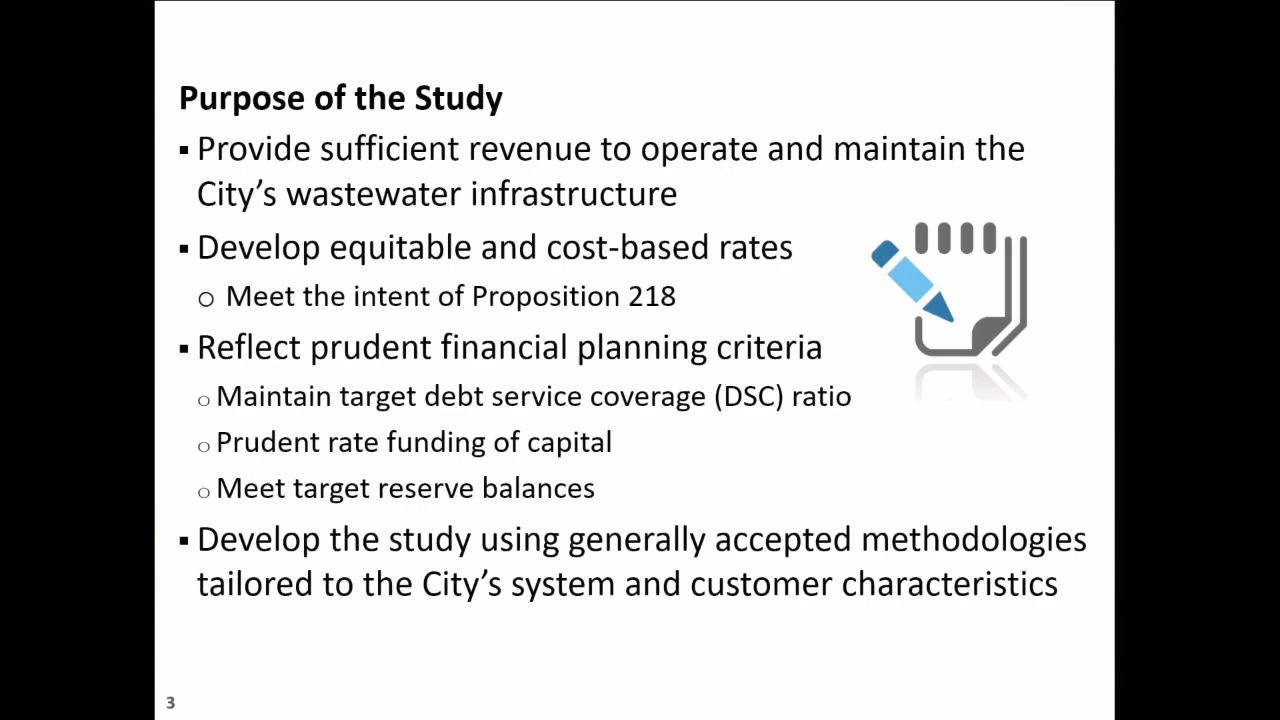 Purpose of the Study
▪ Provide sufficient revenue to operate and maintain the
City’s wastewater infrastructure
▪ Develop equitable and cost-based rates
o Meet the intent of Proposition 218
▪ Reflect prudent financial planning criteria
o Maintain target debt service coverage (DSC) ratio
o Prudent rate funding of capital
o Meet target reserve balances
▪ Develop the study using generally accepted methodologies
tailored to the City’s system and customer characteristics
3